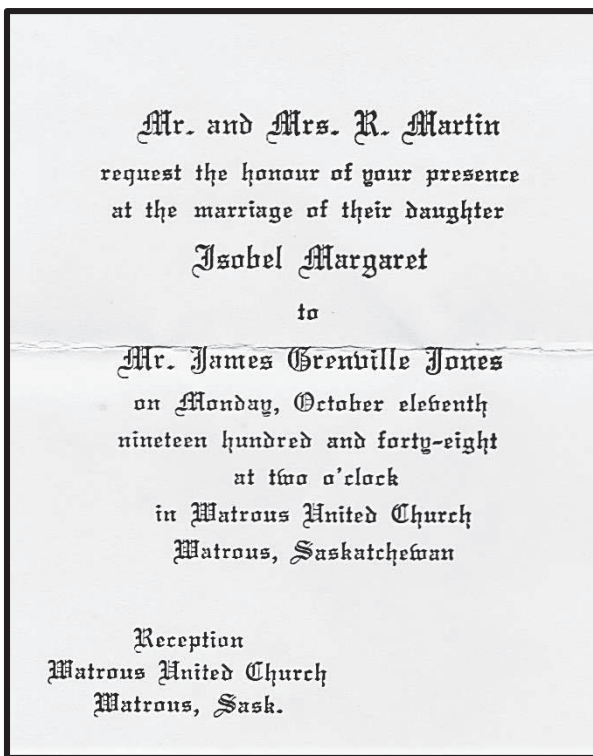 Mr. and Mrs. R. Martin
request the honour of your presence
at the marriage of their daughter
Isobel Margaret
to
Mr. James Grenville Jones
on Monday, October eleventh
nineteen hundred and forty-eight
at two o'clock
in Watrous United Church
Watrous, Saskatchewan
Reception
Watrous United Church
Watrous, Sask.